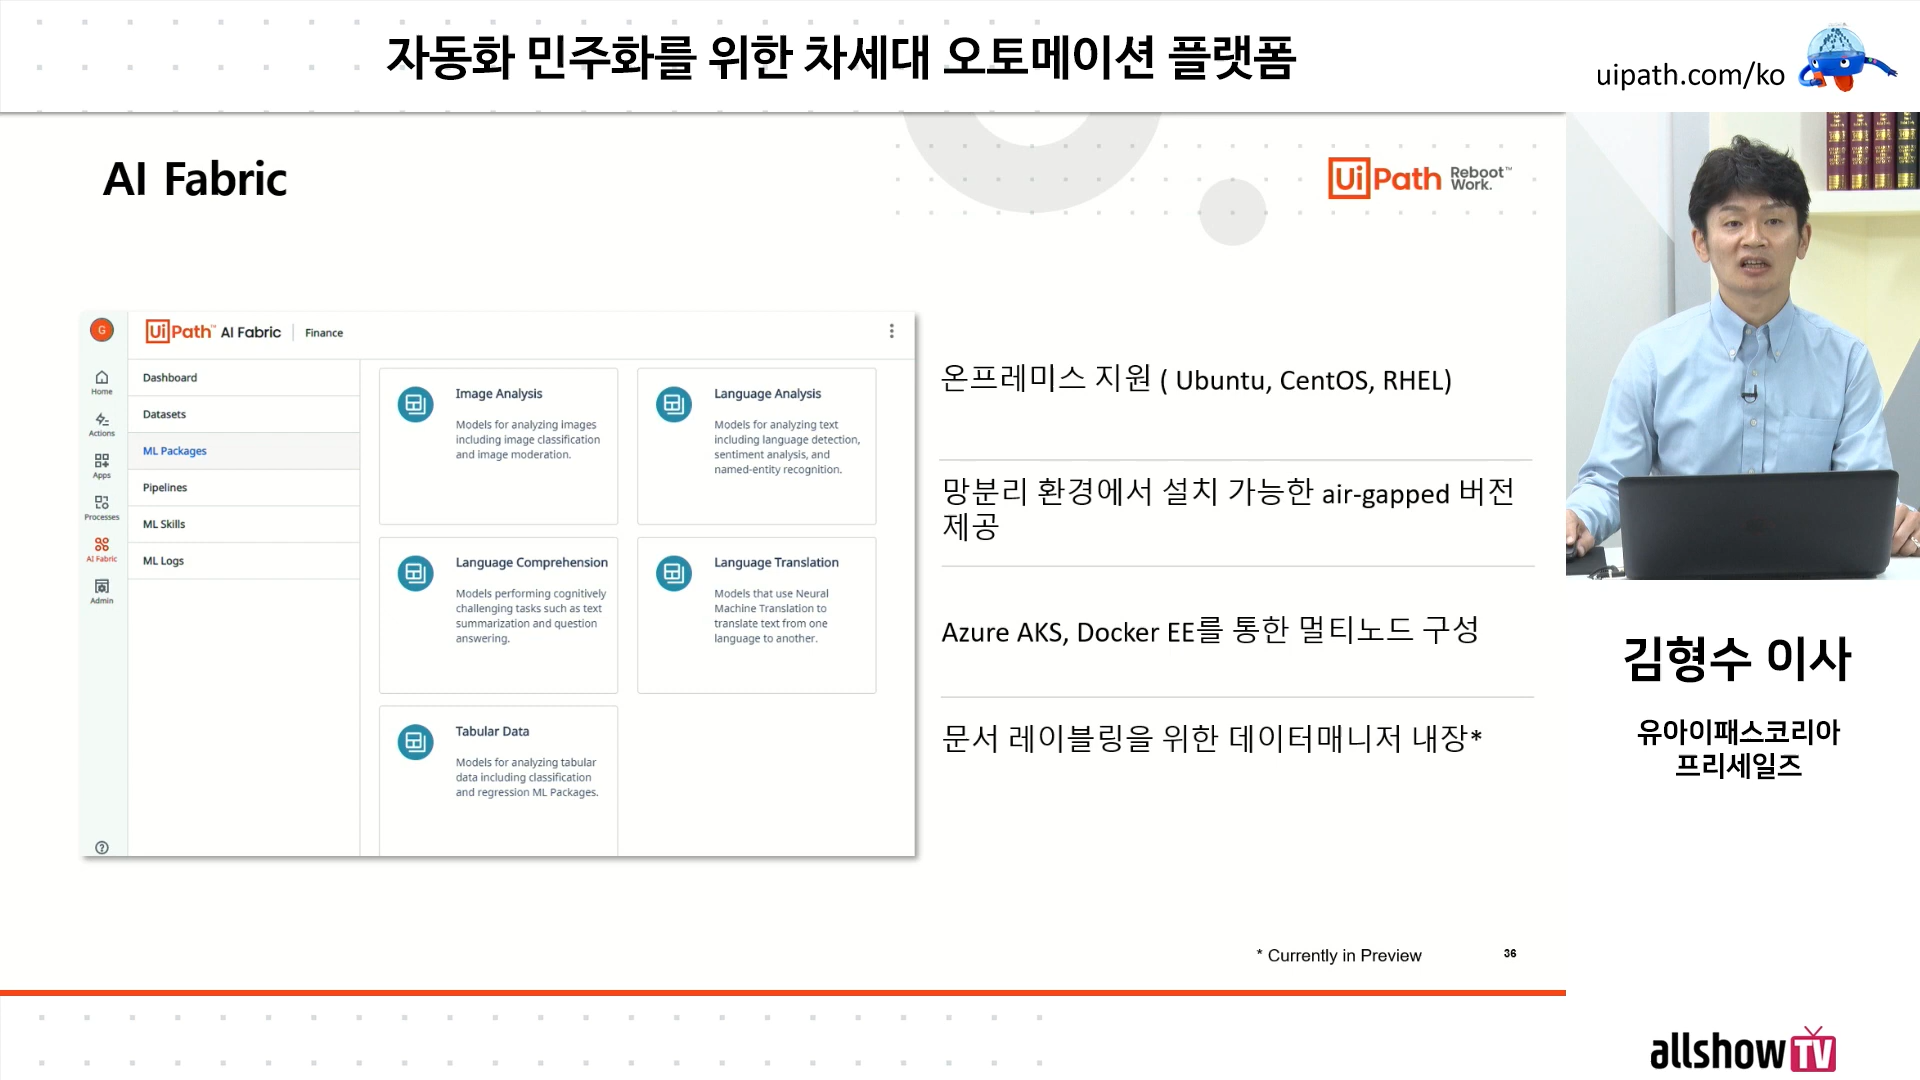 자동화 민주화를 위한 차세대 오토메이션 플랫폼
uipath.com/ko
AI Fabric
UiPath Reboot Work.™
G
UiPath™ AI Fabric | Finance
Home
Actions
Apps
Processes
AI Fabric
Admin
Dashboard
Datasets
ML Packages
Pipelines
ML Skills
ML Logs
Image Analysis
Models for analyzing images
including image classification
and image moderation.
Language Analysis
Models for analyzing text
including language detection,
sentiment analysis, and
named-entity recognition.
Language Comprehension
Models performing cognitively
challenging tasks such as text
summarization and question
answering.
Language Translation
Models that use Neural
Machine Translation to
translate text from one
language to another.
Tabular Data
Models for analyzing tabular
data including classification
and regression ML Packages.
온프레미스 지원 ( Ubuntu, CentOS, RHEL)
망분리 환경에서 설치 가능한 air-gapped 버전
제공
Azure AKS, Docker EE를 통한 멀티노드 구성
문서 레이블링을 위한 데이터매니저 내장*
* Currently in Preview
36
김형수 이사
유아이패스코리아
프리세일즈
allshowTV